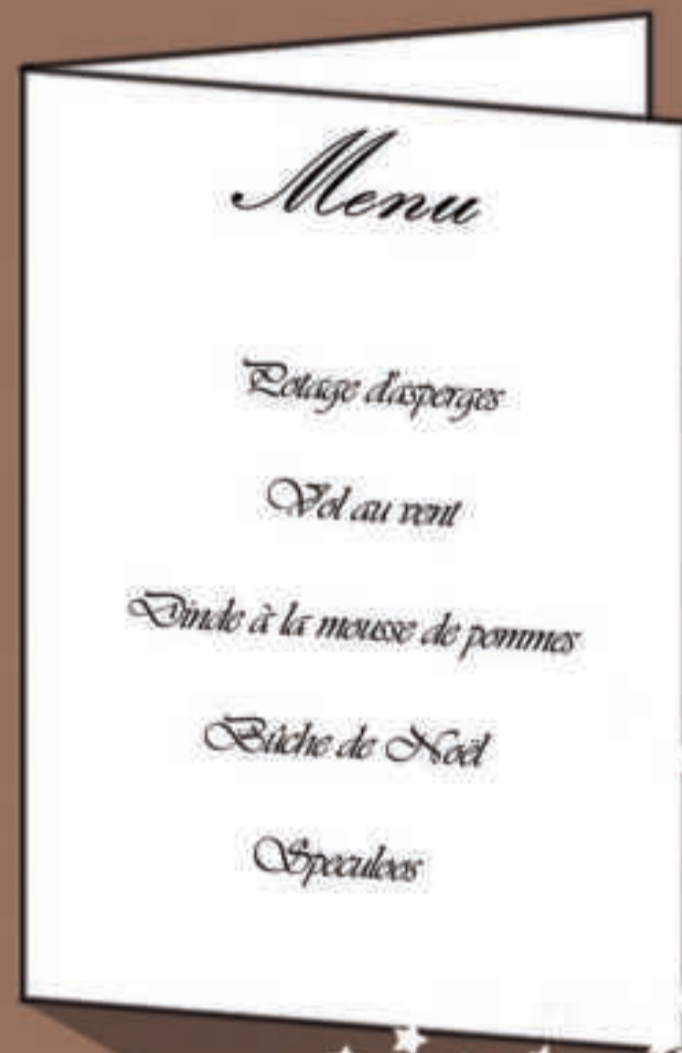 Menu
Potage d'asperges
Vol au vent
Dinde à la mousse de pommes
Bûche de Noël
Speculoos